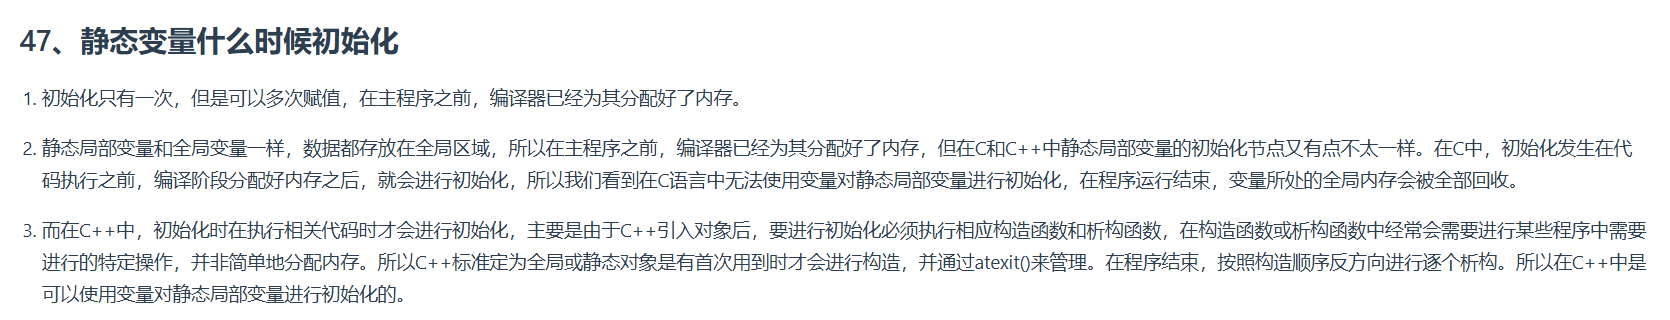 47、静态变量什么时候初始化
1. 初始化只有一次，但是可以多次赋值，在主程序之前，编译器已经为其分配好了内存。
2. 静态局部变量和全局变量一样，数据都存放在全局区域，所以在主程序之前，编译器已经为其分配好了内存，但在C和C++中静态局部变量的初始化节点又有点不太一样。在C中，初始化发生在代
码执行之前，编译阶段分配好内存之后，就会进行初始化，所以我们看到在C语言中无法使用变量对静态局部变量进行初始化，在程序运行结束，变量所处的全局内存会被全部回收。
3. 而在C++中，初始化时在执行相关代码时才会进行初始化，主要是由于C++引入对象后，要进行初始化必须执行相应构造函数和析构函数，在构造函数或析构函数中经常会需要进行某些程序中需要
进行的特定操作，并非简单地分配内存。所以C++标准定为全局或静态对象是有首次用到时才会进行构造，并通过atexit()来管理。在程序结束，按照构造顺序反方向进行逐个析构。所以在C++中是
可以使用变量对静态局部变量进行初始化的。